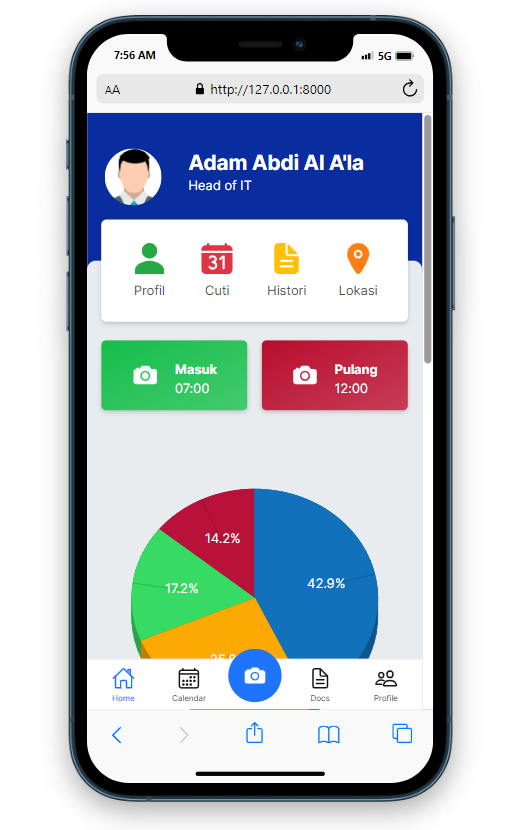 7:56 AM
5G
AA
http://127.0.0.1:8000
Adam Abdi Al A'la
Head of IT
31
Profil
Cuti
Histori
Lokasi
Masuk
07:00
Pulang
12:00
14.2%
42.9%
17.2%
Home
Calendar
Docs
Profile